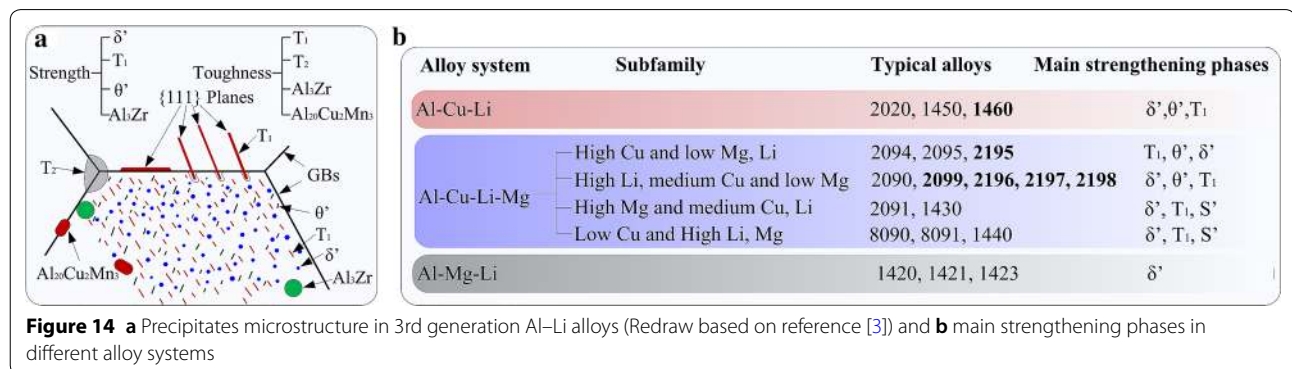 a
Strength
δ’
T₁
θ’
Al₃Zr
Toughness
T₁
T₂
Al₃Zr
Al₂₀Cu₂Mn₃
{111} Planes
T₁
T₂
GBs
θ’
T₁
δ’
Al₂₀Cu₂Mn₃
Al₃Zr
b
Alloy system Subfamily Typical alloys Main strengthening phases
Al-Cu-Li 2020, 1450, 1460 δ’,θ’,T₁
Al-Cu-Li-Mg
High Cu and low Mg, Li 2094, 2095, 2195 T₁, θ’, δ’
High Li, medium Cu and low Mg 2090, 2099, 2196, 2197, 2198 δ’, θ’, T₁
High Mg and medium Cu, Li 2091, 1430 δ’, T₁, S’
Low Cu and High Li, Mg 8090, 8091, 1440 δ’, T₁, S’
Al-Mg-Li 1420, 1421, 1423 δ’
Figure 14 a Precipitates microstructure in 3rd generation Al–Li alloys (Redraw based on reference [3]) and b main strengthening phases in
different alloy systems